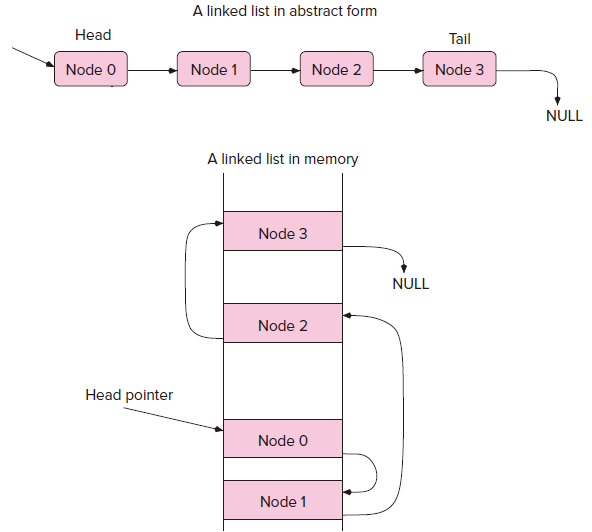 A linked list in abstract form
Head
Tail
Node 0
Node 1
Node 2
Node 3
NULL
A linked list in memory
Node 3
NULL
Node 2
Head pointer
Node 0
Node 1